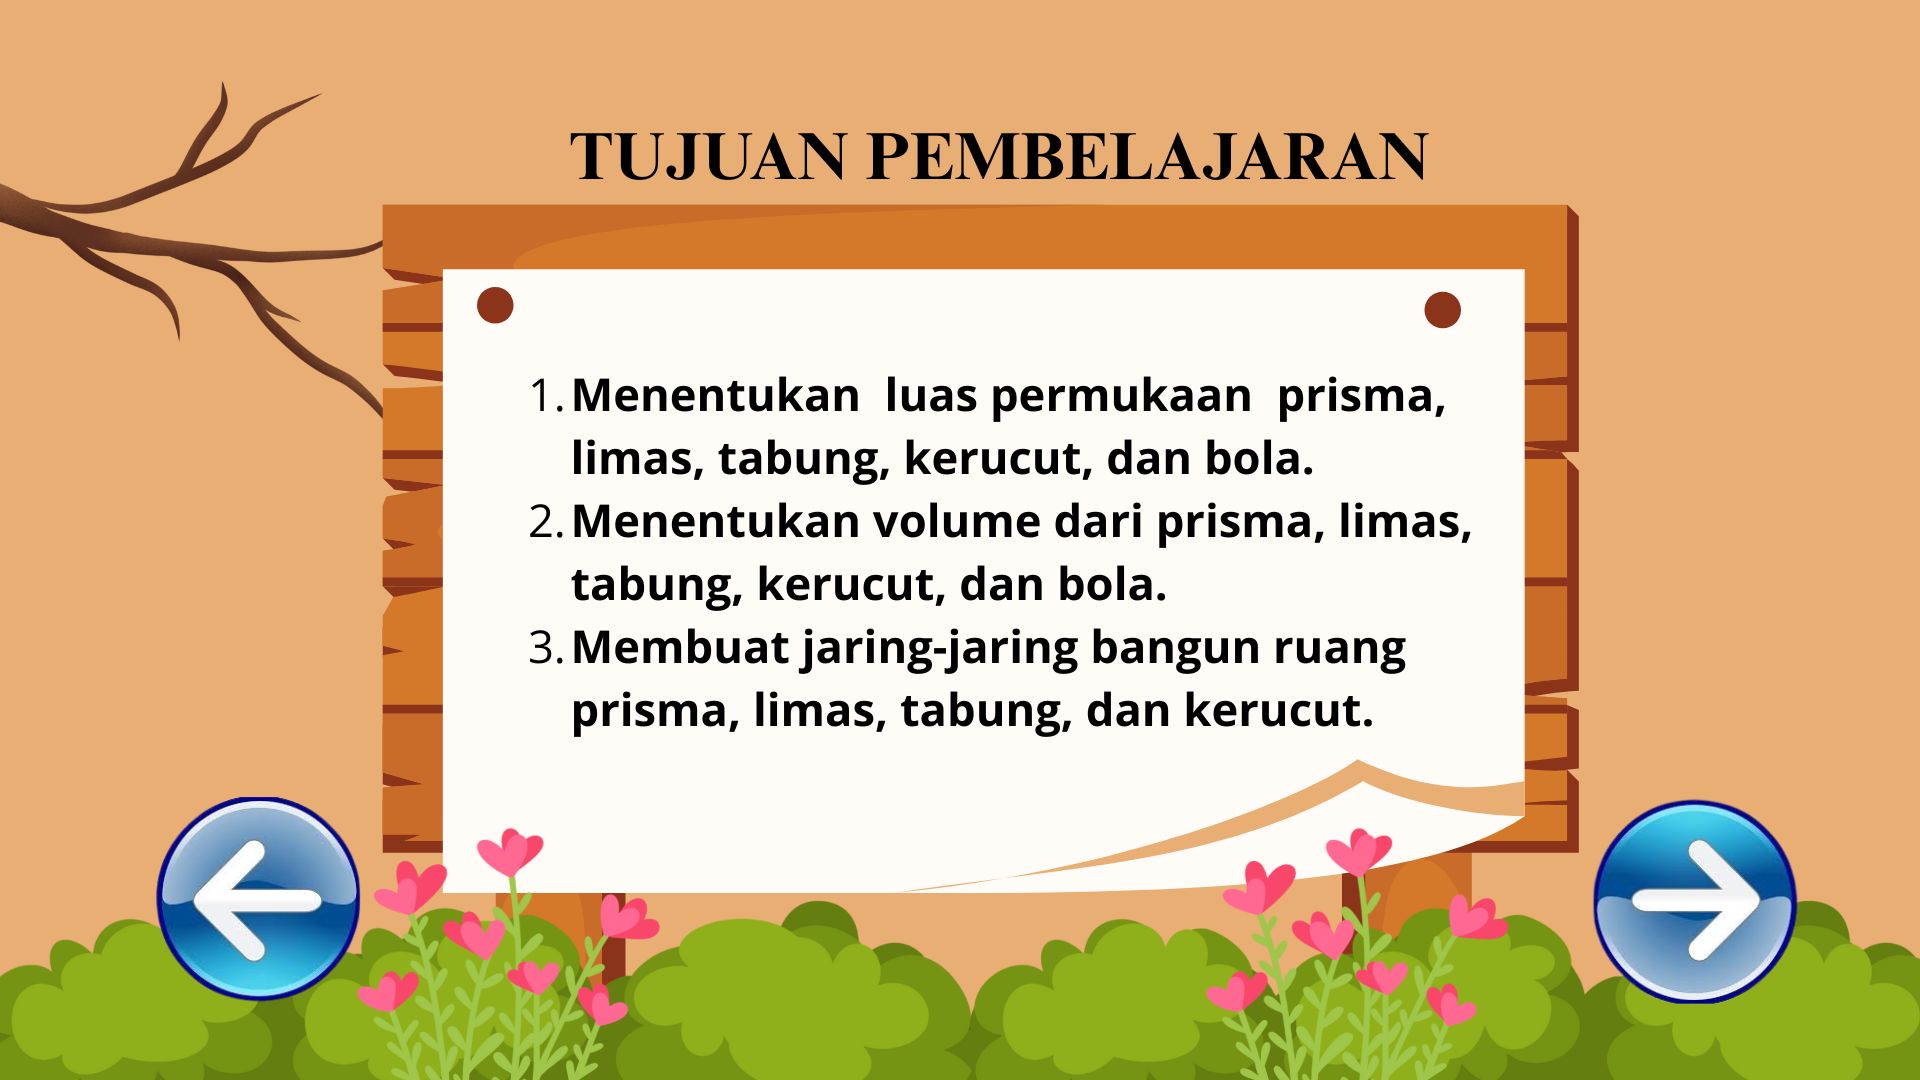 TUJUAN PEMBELAJARAN
1. Menentukan luas permukaan prisma,
limas, tabung, kerucut, dan bola.
2. Menentukan volume dari prisma, limas,
tabung, kerucut, dan bola.
3. Membuat jaring-jaring bangun ruang
prisma, limas, tabung, dan kerucut.